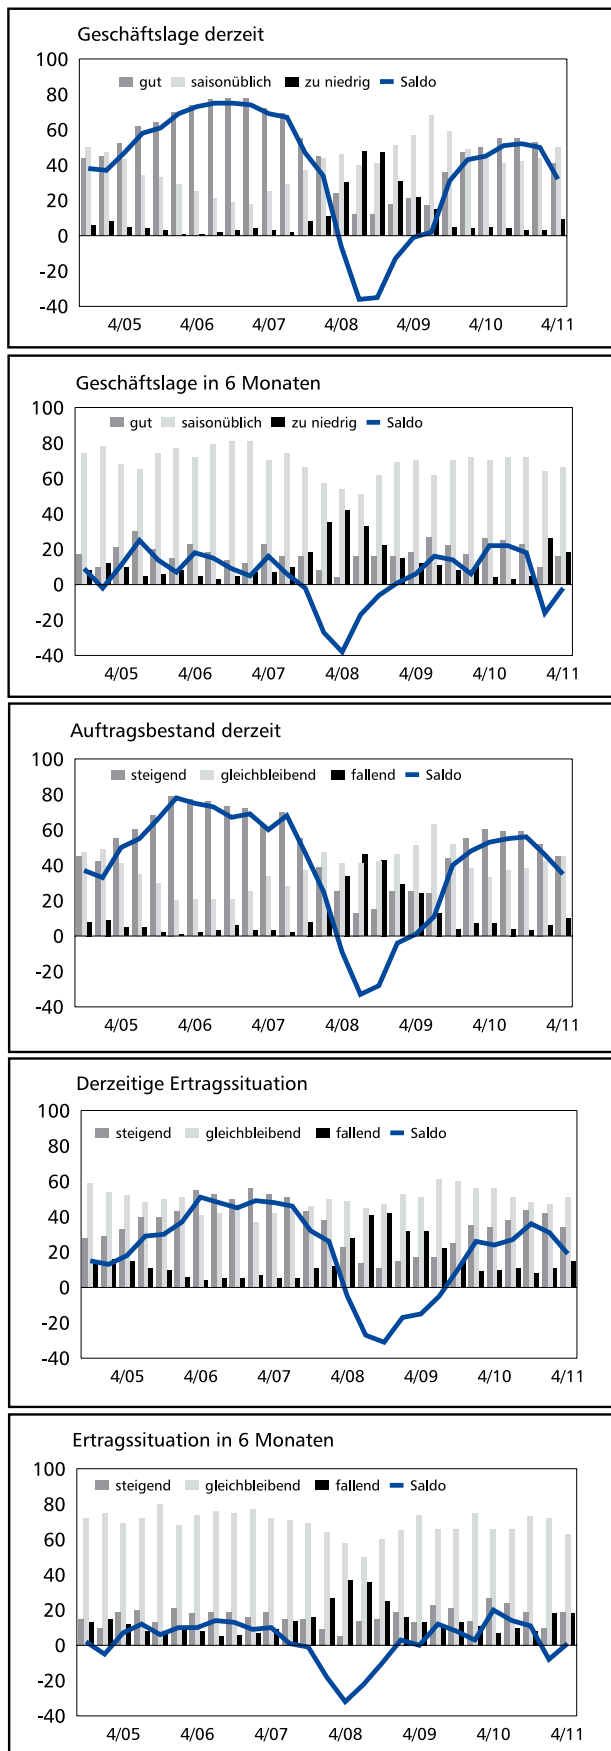 Geschäftslage derzeit
100
gut saisonüblich zu niedrig Saldo
80
60
40
20
0
-20
-40
4/05 4/06 4/07 4/08 4/09 4/10 4/11
Geschäftslage in 6 Monaten
100
gut saisonüblich zu niedrig Saldo
80
60
40
20
0
-20
-40
4/05 4/06 4/07 4/08 4/09 4/10 4/11
Auftragsbestand derzeit
100
steigend gleichbleibend fallend Saldo
80
60
40
20
0
-20
-40
4/05 4/06 4/07 4/08 4/09 4/10 4/11
Derzeitige Ertragssituation
100
steigend gleichbleibend fallend Saldo
80
60
40
20
0
-20
-40
4/05 4/06 4/07 4/08 4/09 4/10 4/11
Ertragssituation in 6 Monaten
100
steigend gleichbleibend fallend Saldo
80
60
40
20
0
-20
-40
4/05 4/06 4/07 4/08 4/09 4/10 4/11